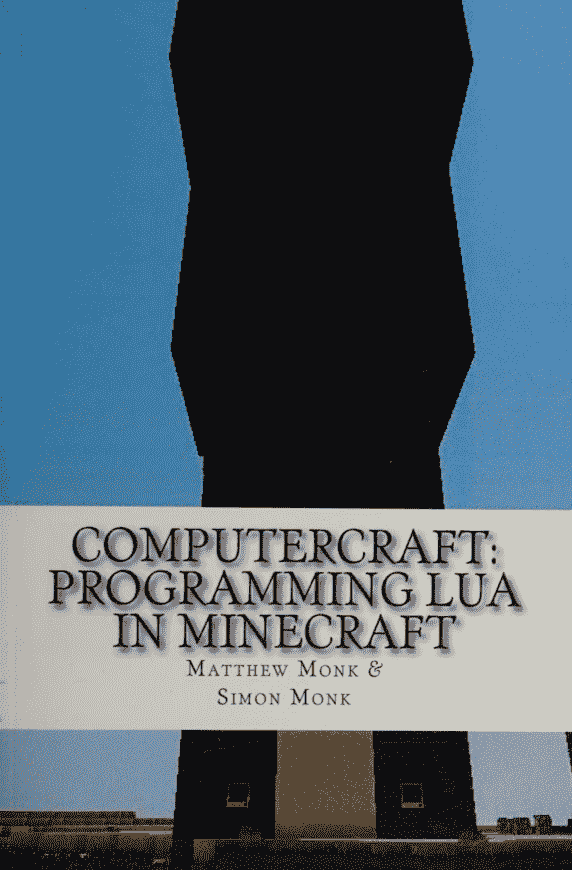 COMPUTERCRAFT:
PROGRAMMING LUA
IN MINECRAFT
MATTHEW MONK &
SIMON MONK